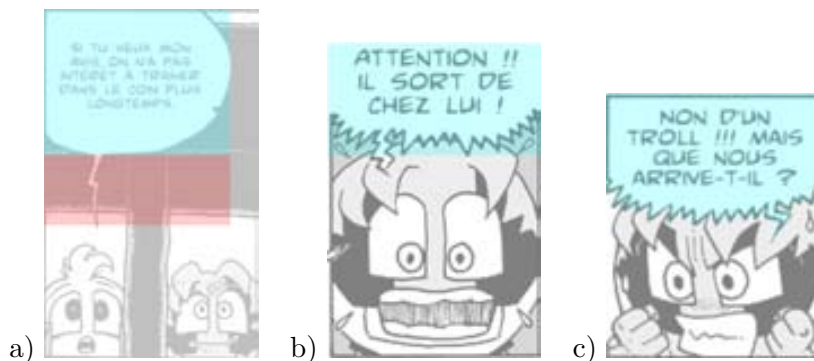 SI TU VEUX MON
AVIS, ON N'A PAS
INTÉRÊT À TRAÎNER
DANS LE COIN PLUS
LONGTEMPS.
ATTENTION !!
IL SORT DE
CHEZ LUI !
NON D'UN
TROLL !!! MAIS
QUE NOUS
ARRIVE-T-IL ?
a)
b)
c)